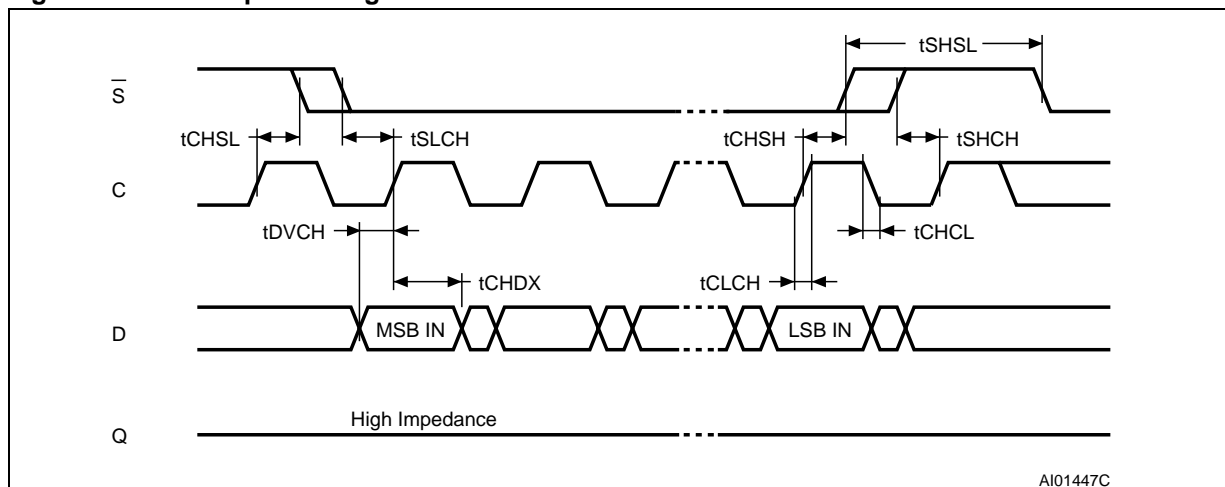 tSHSL
S
tCHSL
tSLCH
tCHSH
tSHCH
C
tDVCH
tCHCL
tCHDX
tCLCH
D
MSB IN
LSB IN
High Impedance
Q
AI01447C